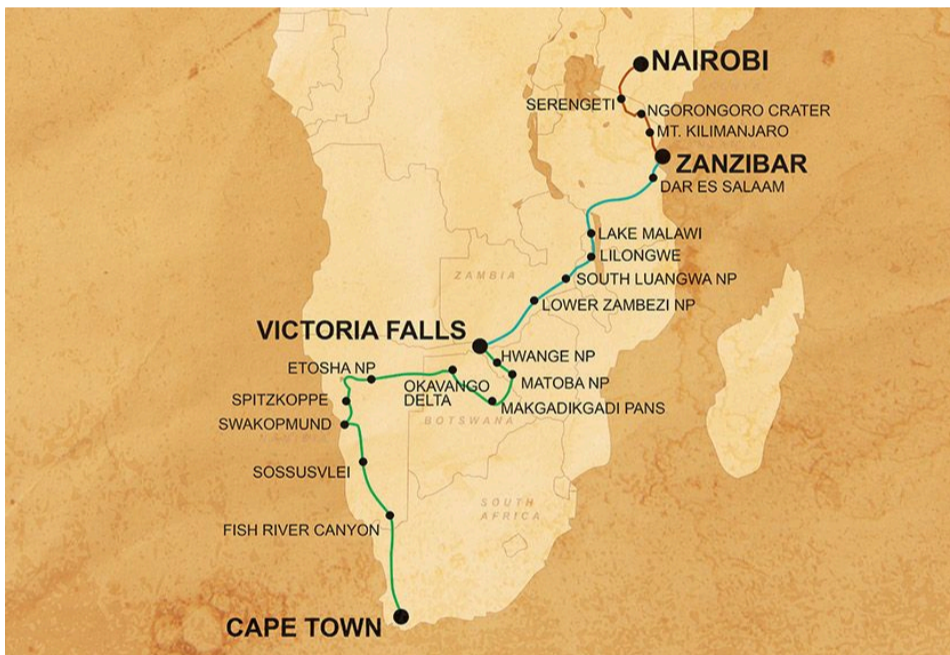 NAIROBI
SERENGETI
NGORONGORO CRATER
MT. KILIMANJARO
ZANZIBAR
DAR ES SALAAM
LAKE MALAWI
LILONGWE
SOUTH LUANGWA NP
ZAMBIA
LOWER ZAMBEZI NP
VICTORIA FALLS
HWANGE NP
ETOSHA NP
MATOBA NP
OKAVANGO
DELTA
SPITZKOPPE
MAKGADIKGADI PANS
BOTSWANA
SWAKOPMUND
SOSSUSVLEI
SOUTH
AFRICA
FISH RIVER CANYON
CAPE TOWN